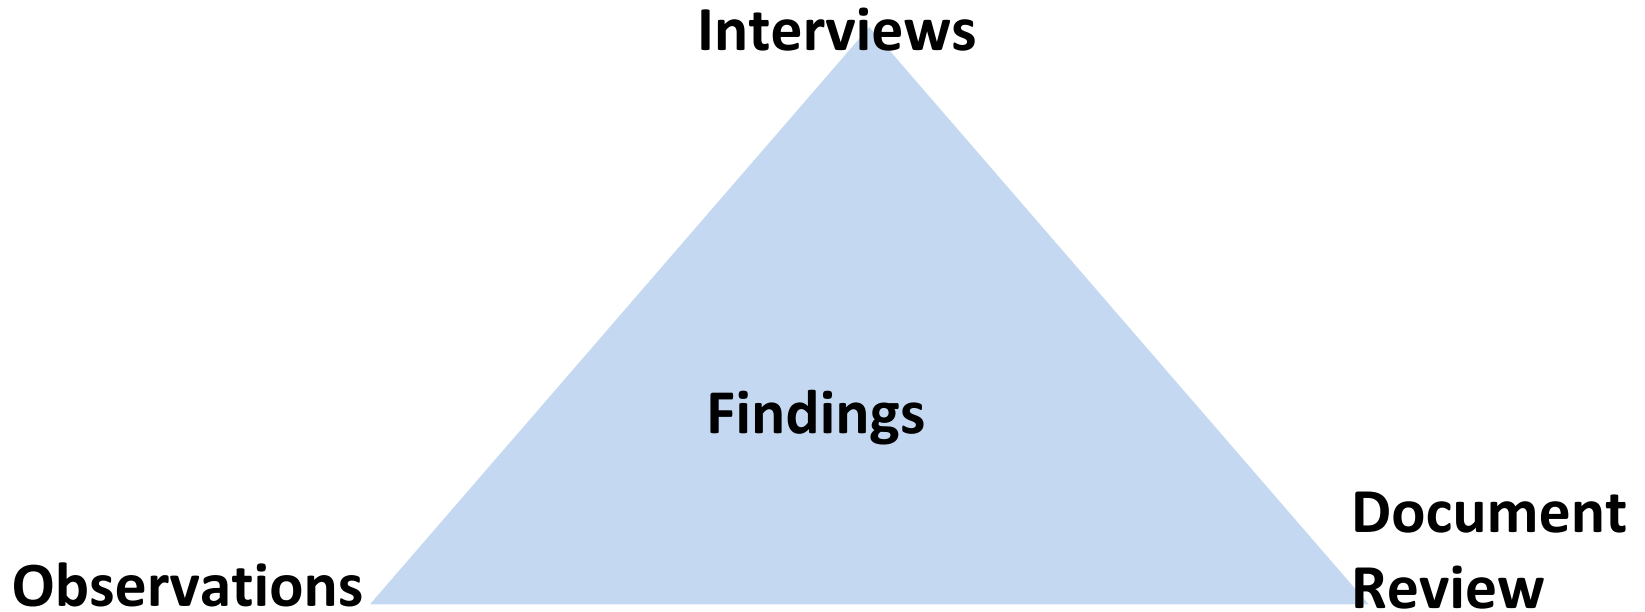 Interviews
Findings
Observations
Document
Review